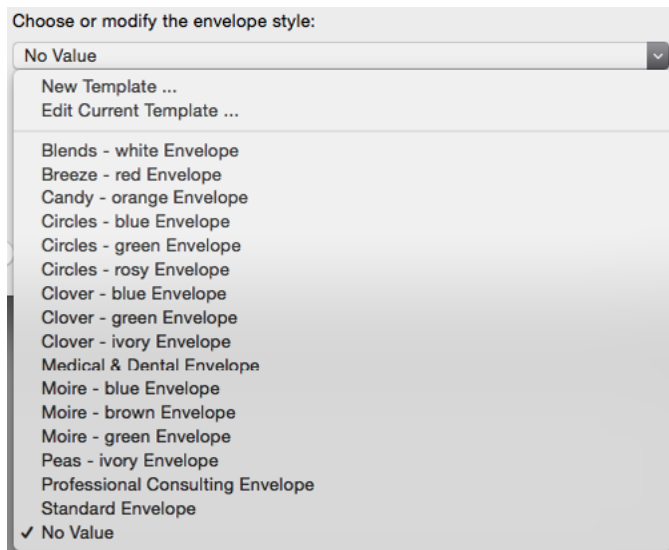 Choose or modify the envelope style:
No Value
New Template ...
Edit Current Template ...
Blends - white Envelope
Breeze - red Envelope
Candy - orange Envelope
Circles - blue Envelope
Circles - green Envelope
Circles - rosy Envelope
Clover - blue Envelope
Clover - green Envelope
Clover - ivory Envelope
Medical & Dental Envelope
Moire - blue Envelope
Moire - brown Envelope
Moire - green Envelope
Peas - ivory Envelope
Professional Consulting Envelope
Standard Envelope
✓ No Value